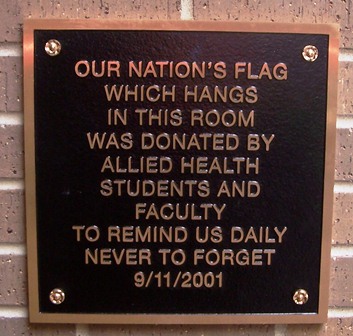 OUR NATION'S FLAG
WHICH HANGS
IN THIS ROOM
WAS DONATED BY
ALLIED HEALTH
STUDENTS AND
FACULTY
TO REMIND US DAILY
NEVER TO FORGET
9/11/2001